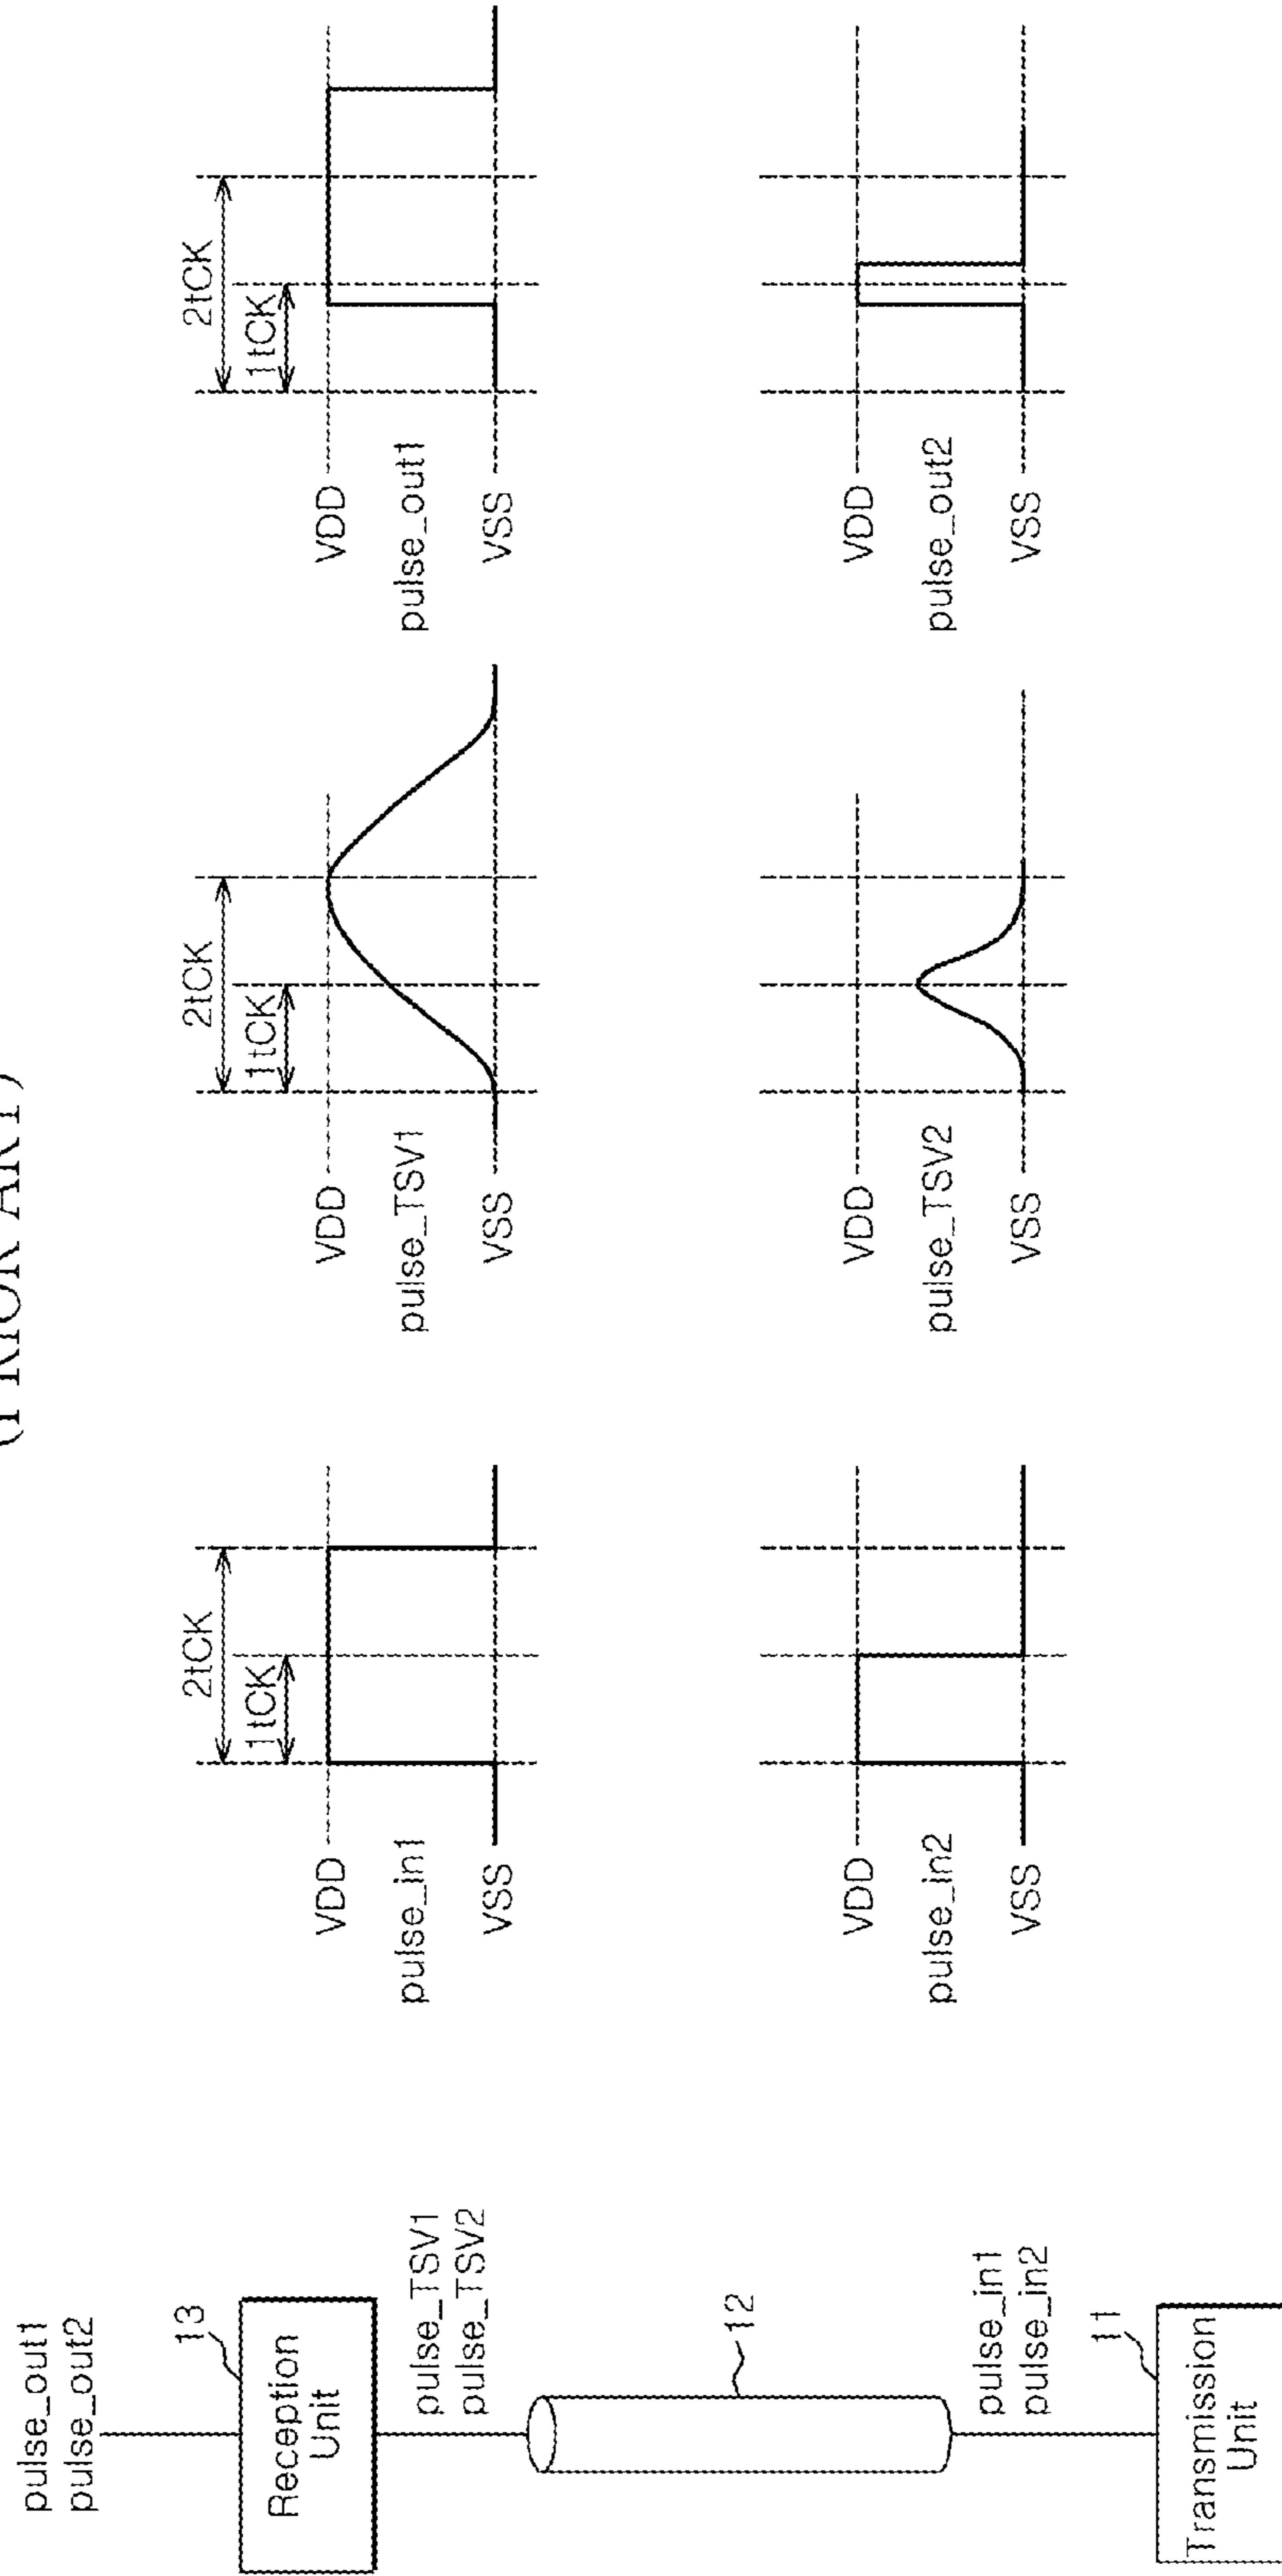 (PRIOR ART)
pulse_out1
pulse_out2
13
Reception
Unit
pulse_TSV1
pulse_TSV2
12
pulse_in1
pulse_in2
11
Transmission
Unit
2tCK
1tCK
VDD
pulse_in1
VSS
VDD
pulse_in2
VSS
2tCK
1tCK
VDD
pulse_TSV1
VSS
VDD
pulse_TSV2
VSS
2tCK
1tCK
VDD
pulse_out1
VSS
VDD
pulse_out2
VSS